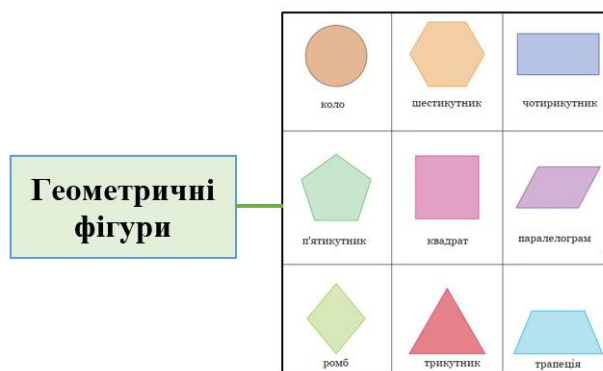 Геометричні
фігури
коло
шестикутник
чотирикутник
п'ятикутник
квадрат
паралелограм
ромб
трикутник
трапеція